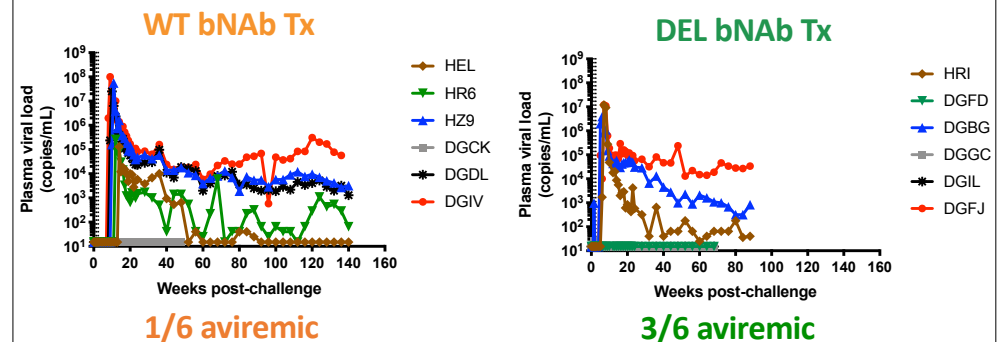 WT bNAb Tx
Plasma viral load
(copies/mL)
10⁹
10⁸
10⁷
10⁶
10⁵
10⁴
10³
10²
10¹
0 20 40 60 80 100 120 140 160
Weeks post-challenge
HEL
HR6
HZ9
DGCK
DGDL
DGIV
1/6 aviremic
DEL bNAb Tx
Plasma viral load
(copies/mL)
10⁹
10⁸
10⁷
10⁶
10⁵
10⁴
10³
10²
10¹
0 20 40 60 80 100 120 140 160
Weeks post-challenge
HRI
DGFD
DGBG
DGGC
DGIL
DGFJ
3/6 aviremic